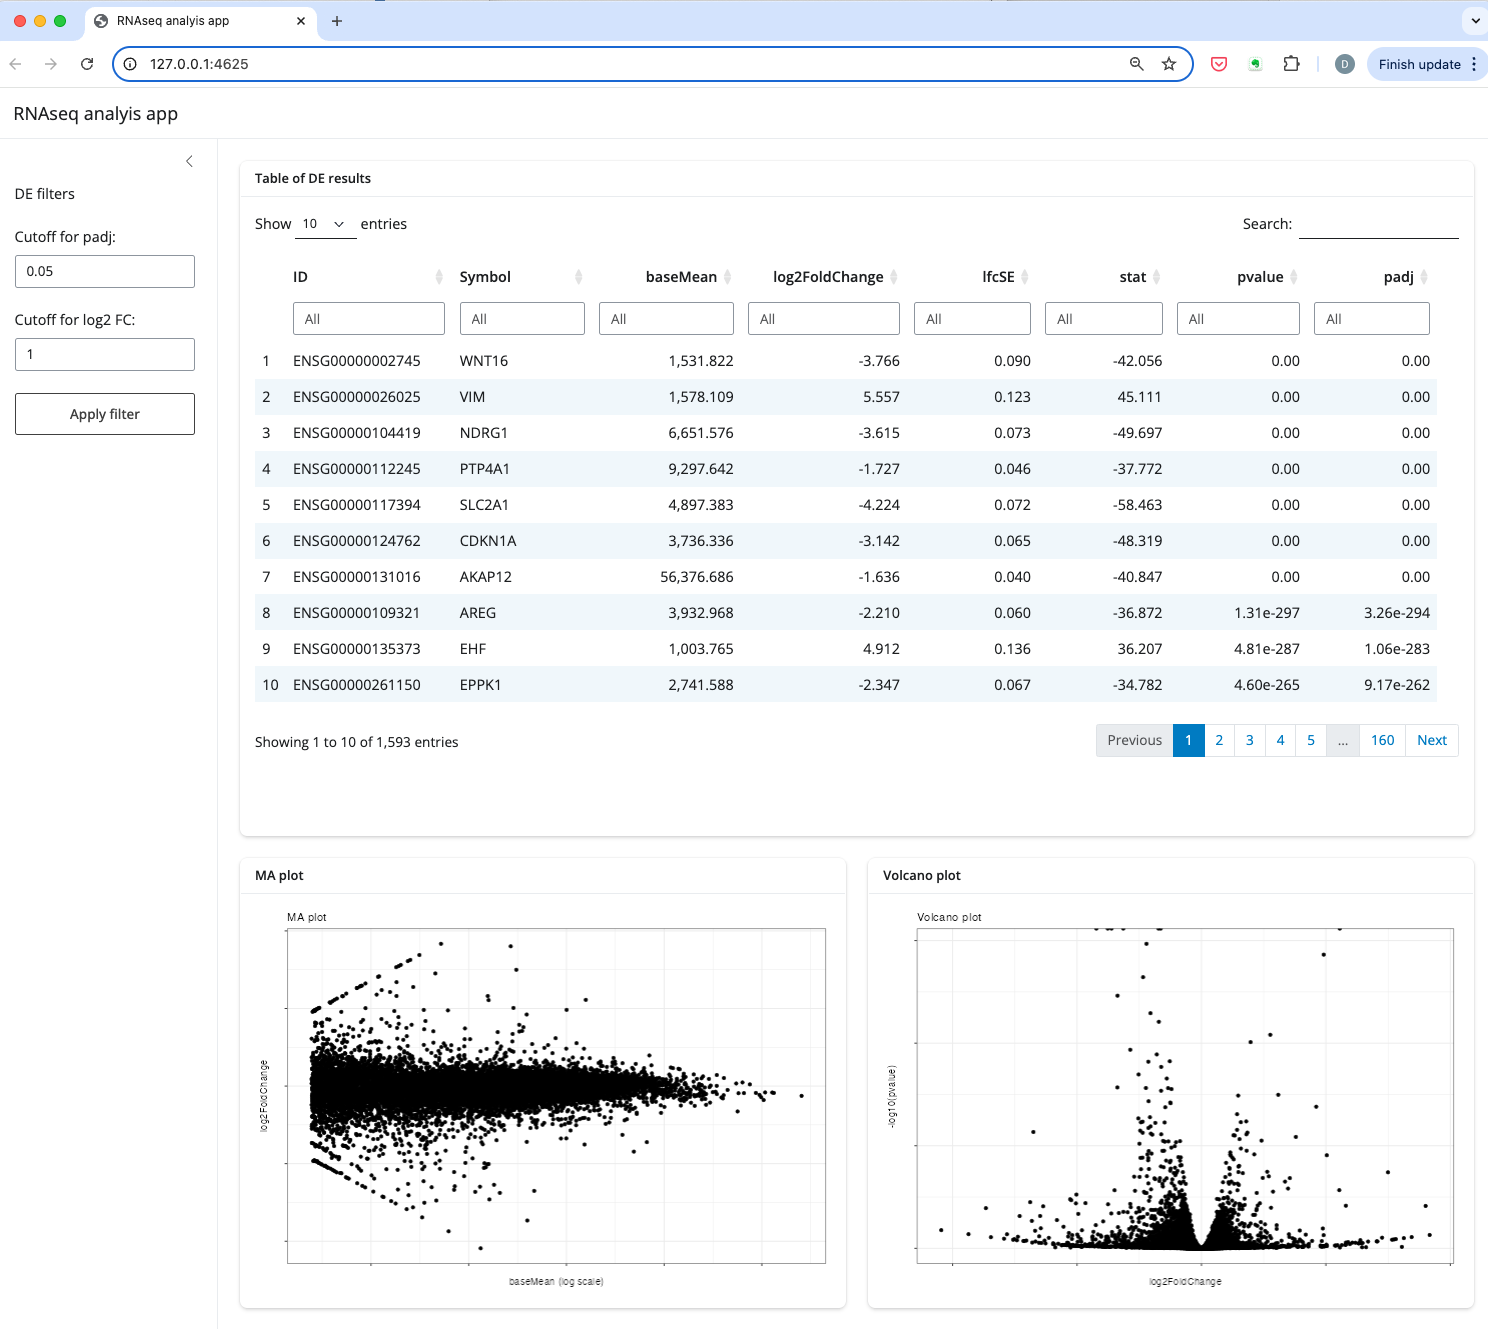 RNAseq analyis app
127.0.0.1:4625
D
Finish update
RNAseq analyis app
DE filters
Cutoff for padj:
0.05
Cutoff for log2 FC:
1
Apply filter
Table of DE results
Show 10 entries
Search:
ID Symbol baseMean log2FoldChange lfcSE stat pvalue padj
All All All All All All All All
1 ENSG00000002745 WNT16 1,531.822 -3.766 0.090 -42.056 0.00 0.00
2 ENSG00000026025 VIM 1,578.109 5.557 0.123 45.111 0.00 0.00
3 ENSG00000104419 NDRG1 6,651.576 -3.615 0.073 -49.697 0.00 0.00
4 ENSG00000112245 PTP4A1 9,297.642 -1.727 0.046 -37.772 0.00 0.00
5 ENSG00000117394 SLC2A1 4,897.383 -4.224 0.072 -58.463 0.00 0.00
6 ENSG00000124762 CDKN1A 3,736.336 -3.142 0.065 -48.319 0.00 0.00
7 ENSG00000131016 AKAP12 56,376.686 -1.636 0.040 -40.847 0.00 0.00
8 ENSG00000109321 AREG 3,932.968 -2.210 0.060 -36.872 1.31e-297 3.26e-294
9 ENSG00000135373 EHF 1,003.765 4.912 0.136 36.207 4.81e-287 1.06e-283
10 ENSG00000261150 EPPK1 2,741.588 -2.347 0.067 -34.782 4.60e-265 9.17e-262
Showing 1 to 10 of 1,593 entries
Previous 1 2 3 4 5 ... 160 Next
MA plot
MA plot
log2FoldChange
baseMean (log scale)
Volcano plot
Volcano plot
-log10(pvalue)
log2FoldChange